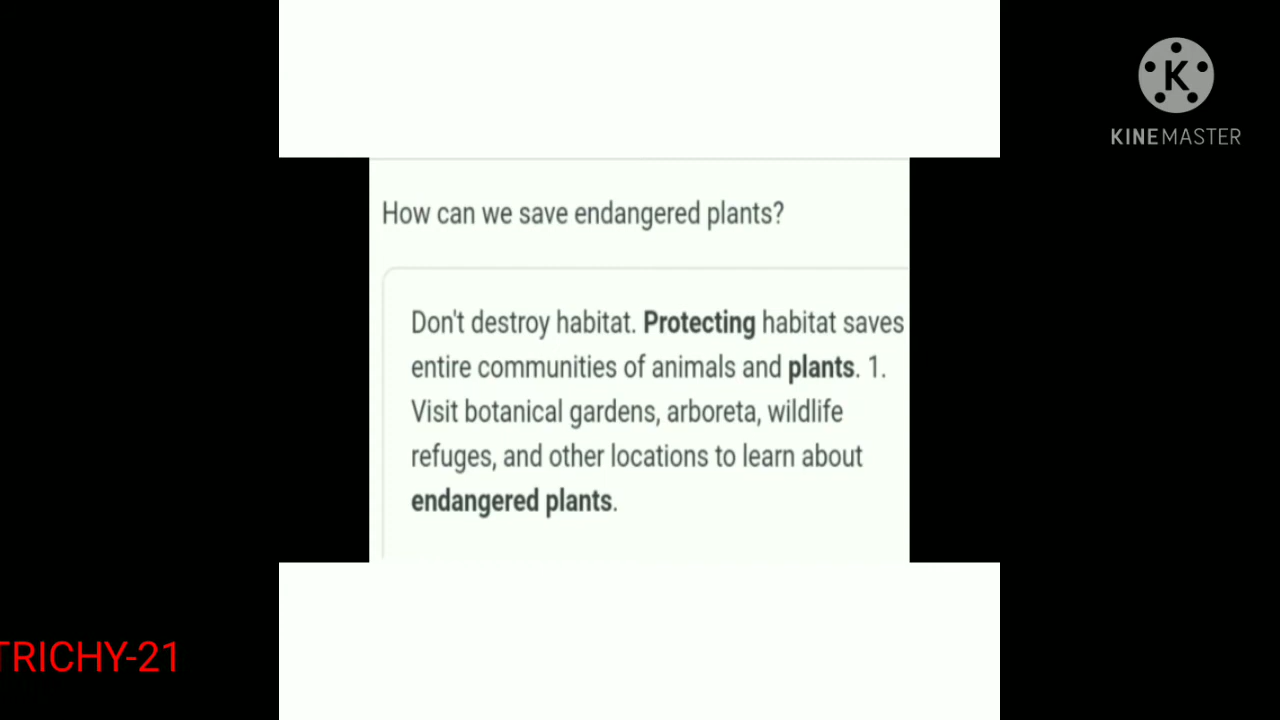 K
KINEMASTER
How can we save endangered plants?
Don't destroy habitat. Protecting habitat saves
entire communities of animals and plants. 1.
Visit botanical gardens, arboreta, wildlife
refuges, and other locations to learn about
endangered plants.
TRICHY-21